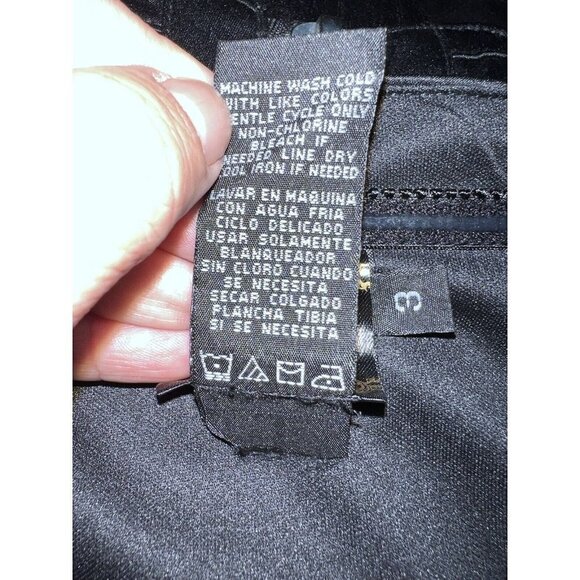 MACHINE WASH COLD
WITH LIKE COLORS
GENTLE CYCLE ONLY
NON-CHLORINE
BLEACH IF
NEEDED LINE DRY
COOL IRON IF NEEDED
LAVAR EN MAQUINA
CON AGUA FRIA
CICLO DELICADO
USAR SOLAMENTE
BLANQUEADOR
SIN CLORO CUANDO
SE NECESITA
SECAR COLGADO
PLANCHA TIBIA
SI SE NECESITA
3